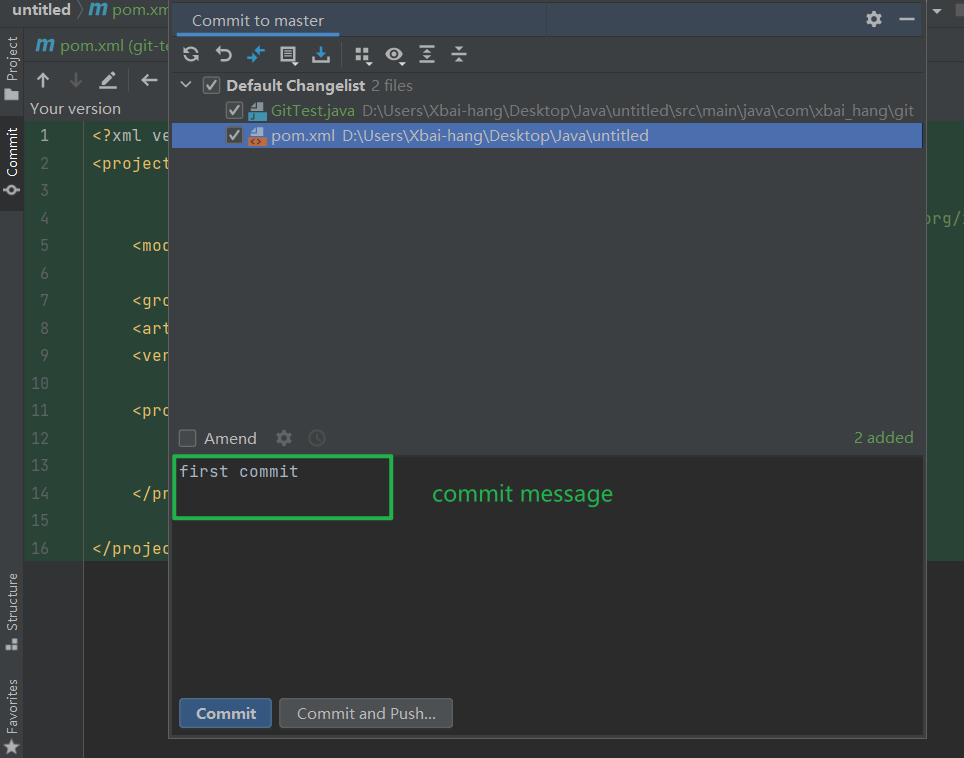 untitled pom.xm
Commit to master
pom.xml (git-te
Project
Commit
Structure
Favorites
Your version
Default Changelist 2 files
GitTest.java D:\Users\Xbai-hang\Desktop\Java\untitled\src\main\java\com\xbai_hang\git
pom.xml D:\Users\Xbai-hang\Desktop\Java\untitled
1 <?xml ve
2 <project
3
4 org/
5 <mod
6
7 <gro
8 <art
9 <ver
10
11 <pro
12
13
14 </pr
15
16 </projec
Amend
2 added
first commit
commit message
Commit
Commit and Push...